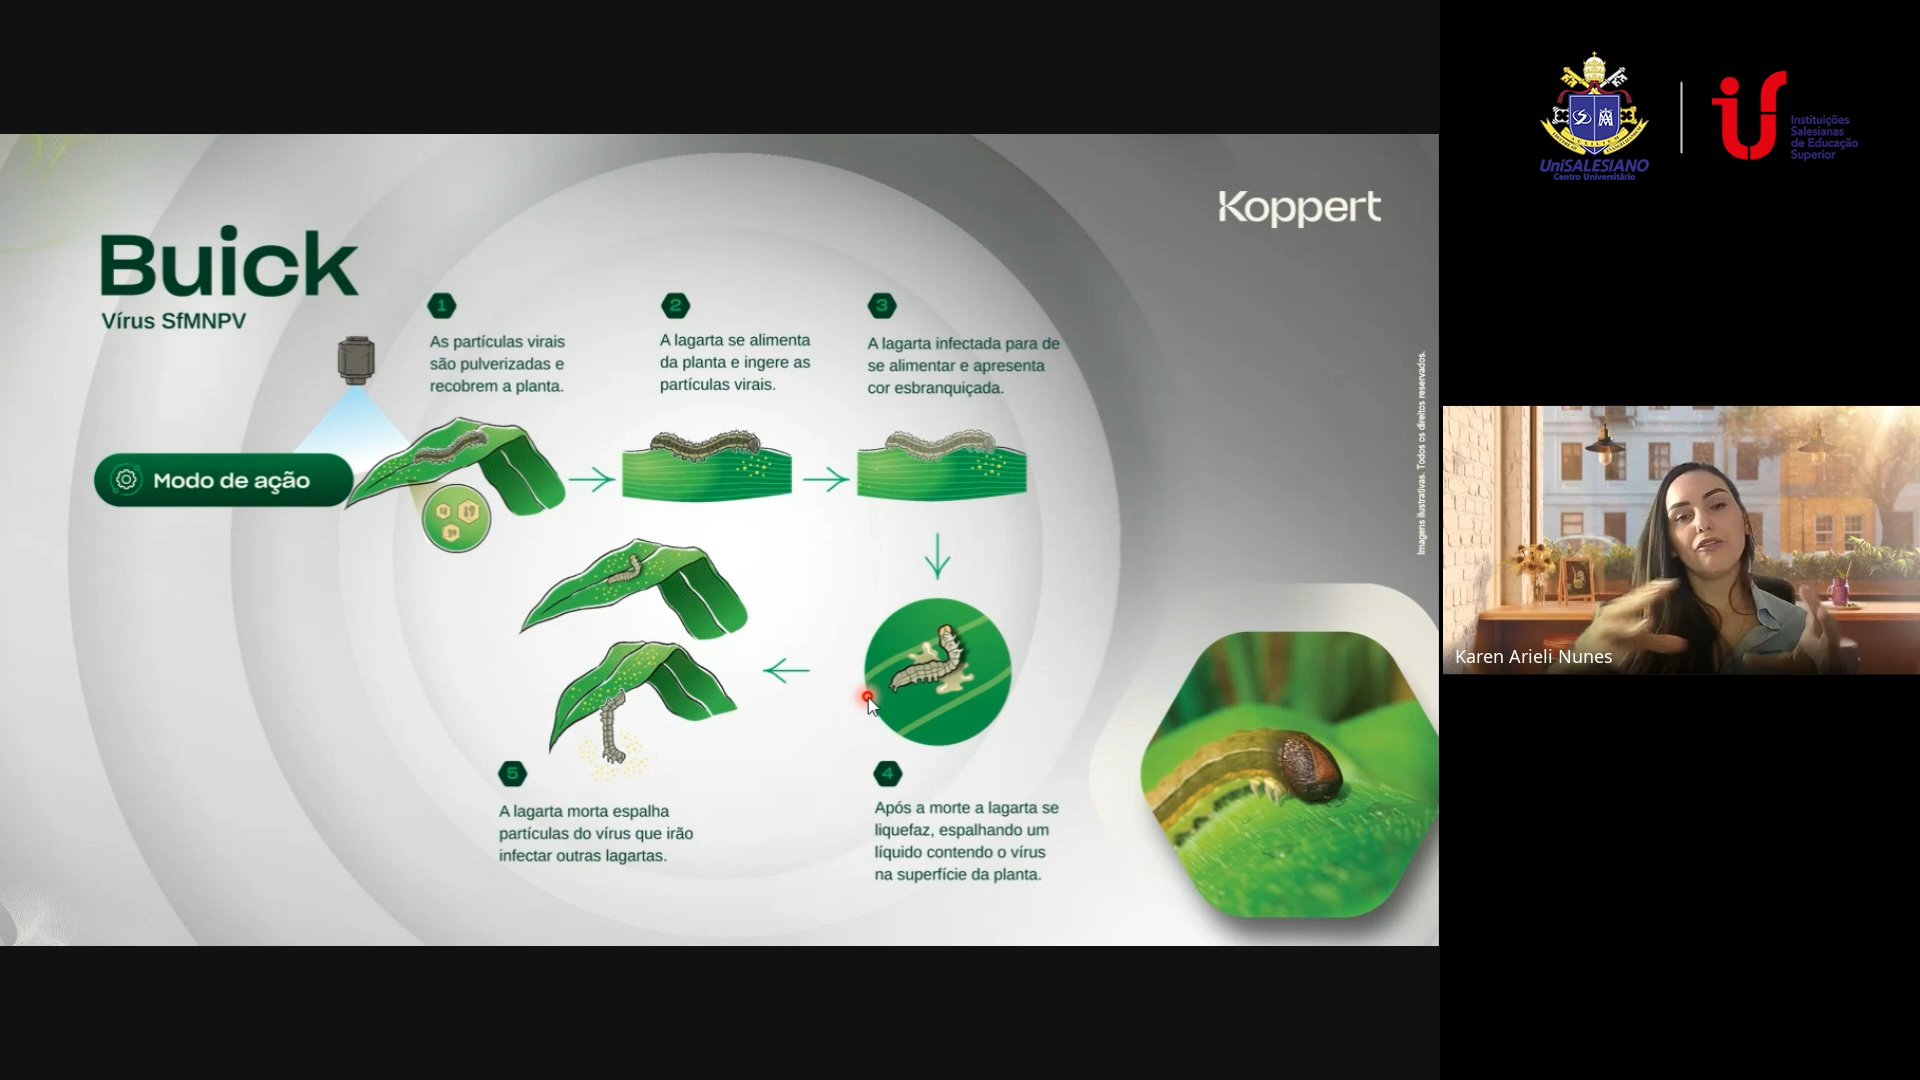 Buick
Vírus SfMNPV
Koppert
1
As partículas virais
são pulverizadas e
recobrem a planta.
2
A lagarta se alimenta
da planta e ingere as
partículas virais.
3
A lagarta infectada para de
se alimentar e apresenta
cor esbranquiçada.
Modo de ação
5
A lagarta morta espalha
partículas do vírus que irão
infectar outras lagartas.
4
Após a morte a lagarta se
liquefaz, espalhando um
líquido contendo o vírus
na superfície da planta.
Imagens ilustrativas. Todos os direitos reservados.
UniSALESIANO
Centro Universitário
Instituições
Salesianas
de Educação
Superior
Karen Arieli Nunes